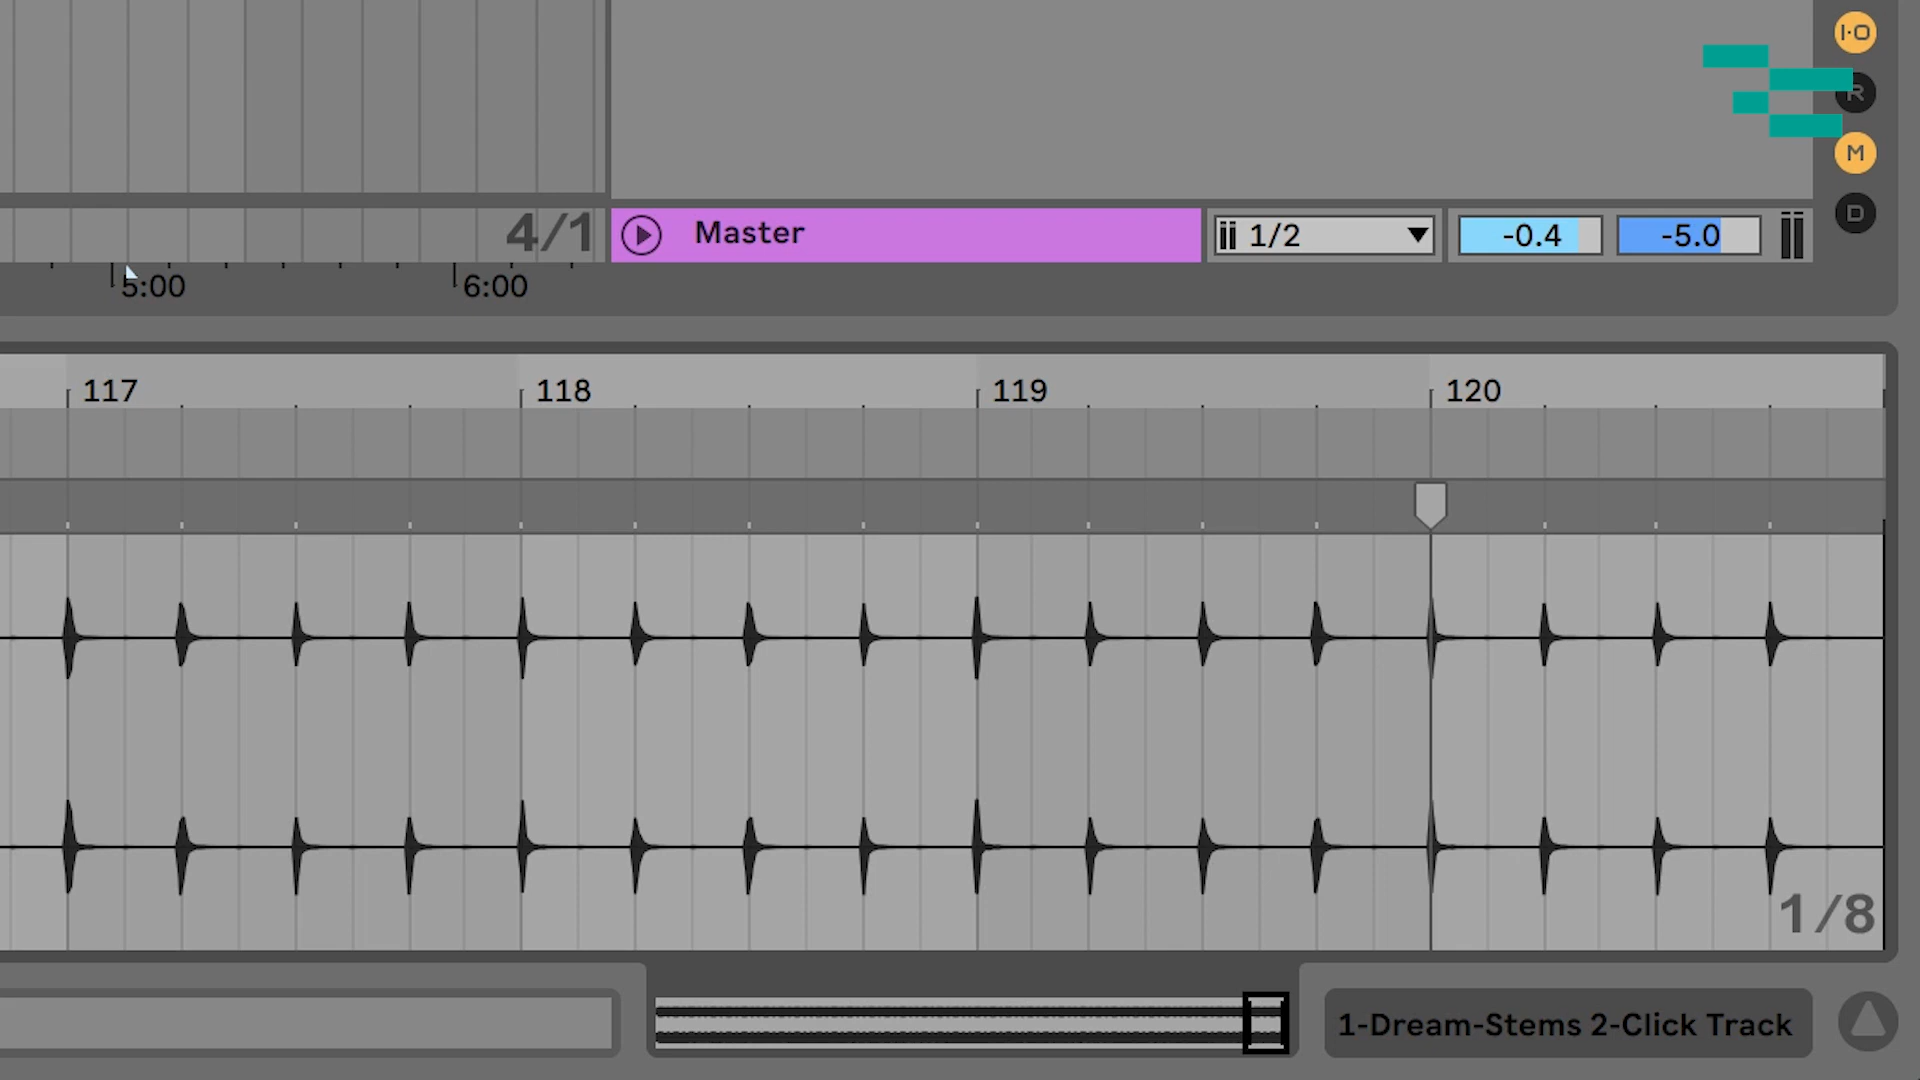 I·O
R
M
4/1 Master 1/2 -0.4 -5.0 D
5:00 6:00
117 118 119 120
1/8
1-Dream-Stems 2-Click Track